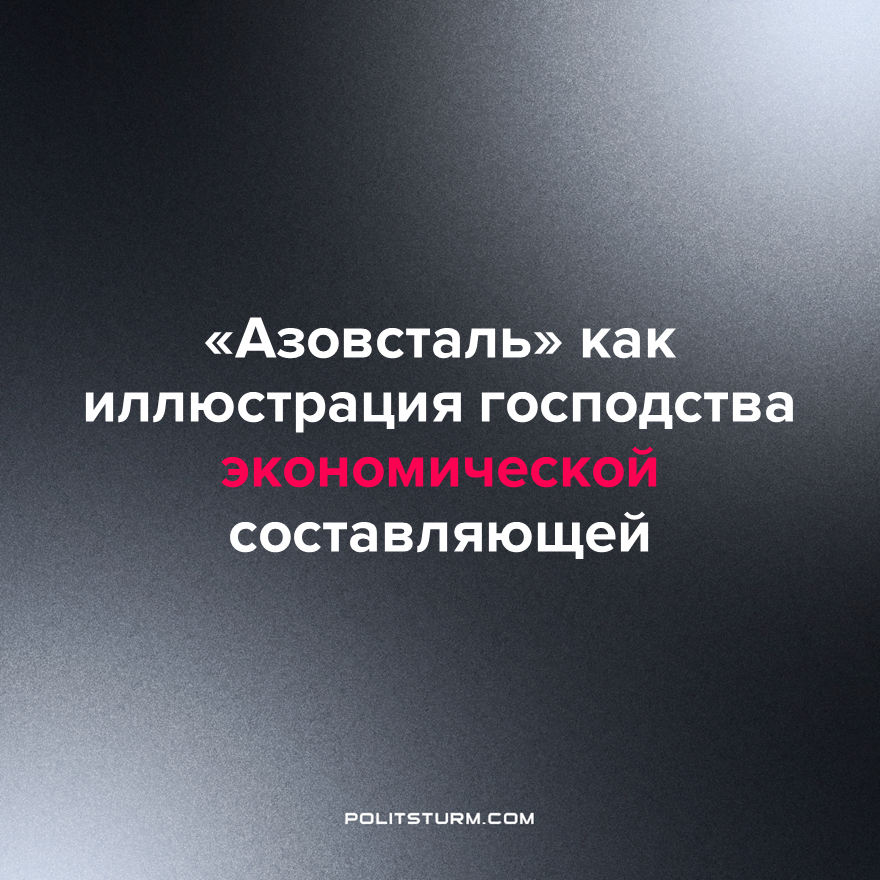 «Азовсталь» как
иллюстрация господства
экономической
составляющей
POLITSTURM.COM